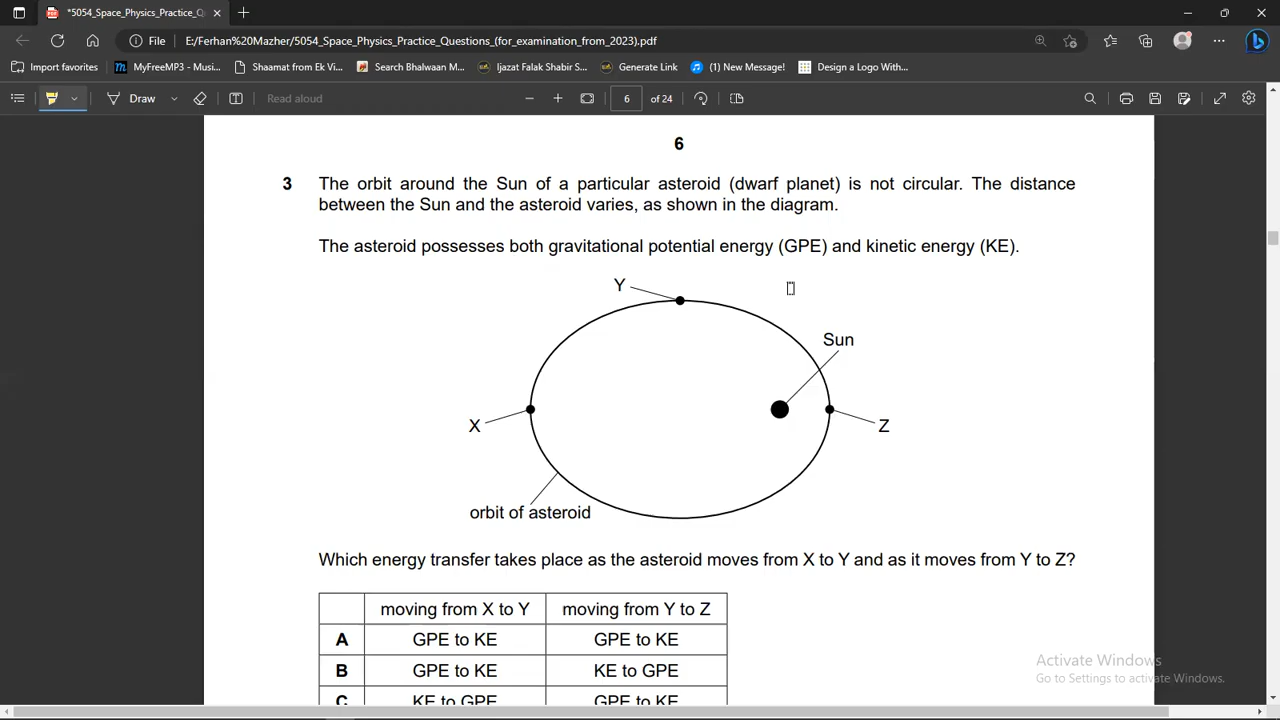 *5054_Space_Physics_Practice_Q
File
E:/Ferhan%20Mazher/5054_Space_Physics_Practice_Questions_(for_examination_from_2023).pdf
Import favorites
MyFreeMP3 - Musi...
Shaamat from Ek Vi...
Search Bhalwaan M...
Ijazat Falak Shabir S...
Generate Link
(1) New Message!
Design a Logo With...
Draw
Read aloud
6
of 24
6
3 The orbit around the Sun of a particular asteroid (dwarf planet) is not circular. The distance
between the Sun and the asteroid varies, as shown in the diagram.
The asteroid possesses both gravitational potential energy (GPE) and kinetic energy (KE).
Y
Sun
X
Z
orbit of asteroid
Which energy transfer takes place as the asteroid moves from X to Y and as it moves from Y to Z?
moving from X to Y moving from Y to Z
A GPE to KE GPE to KE
B GPE to KE KE to GPE
C KE to GPE GPE to KE
Activate Windows
Go to Settings to activate Windows.